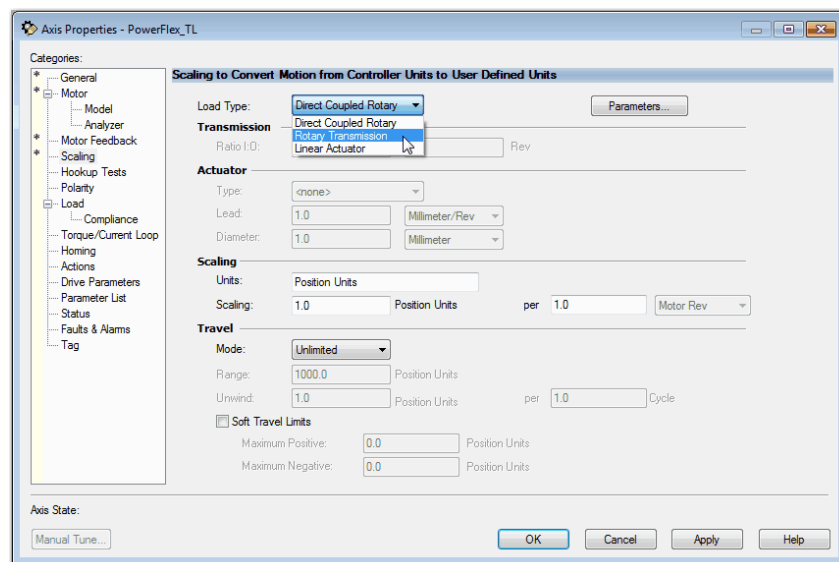 Axis Properties - PowerFlex_TL
Categories:
* General
* Motor
Model
Analyzer
* Motor Feedback
* Scaling
Hookup Tests
Polarity
Load
Compliance
Torque/Current Loop
Homing
Actions
Drive Parameters
Parameter List
Status
Faults & Alarms
Tag
Scaling to Convert Motion from Controller Units to User Defined Units
Load Type: Direct Coupled Rotary Parameters...
Direct Coupled Rotary
Rotary Transmission
Linear Actuator
Transmission
Ratio I:O: Rev
Actuator
Type: <none>
Lead: 1.0 Millimeter/Rev
Diameter: 1.0 Millimeter
Scaling
Units: Position Units
Scaling: 1.0 Position Units per 1.0 Motor Rev
Travel
Mode: Unlimited
Range: 1000.0 Position Units
Unwind: 1.0 Position Units per 1.0 Cycle
Soft Travel Limits
Maximum Positive: 0.0 Position Units
Maximum Negative: 0.0 Position Units
Axis State:
Manual Tune... OK Cancel Apply Help